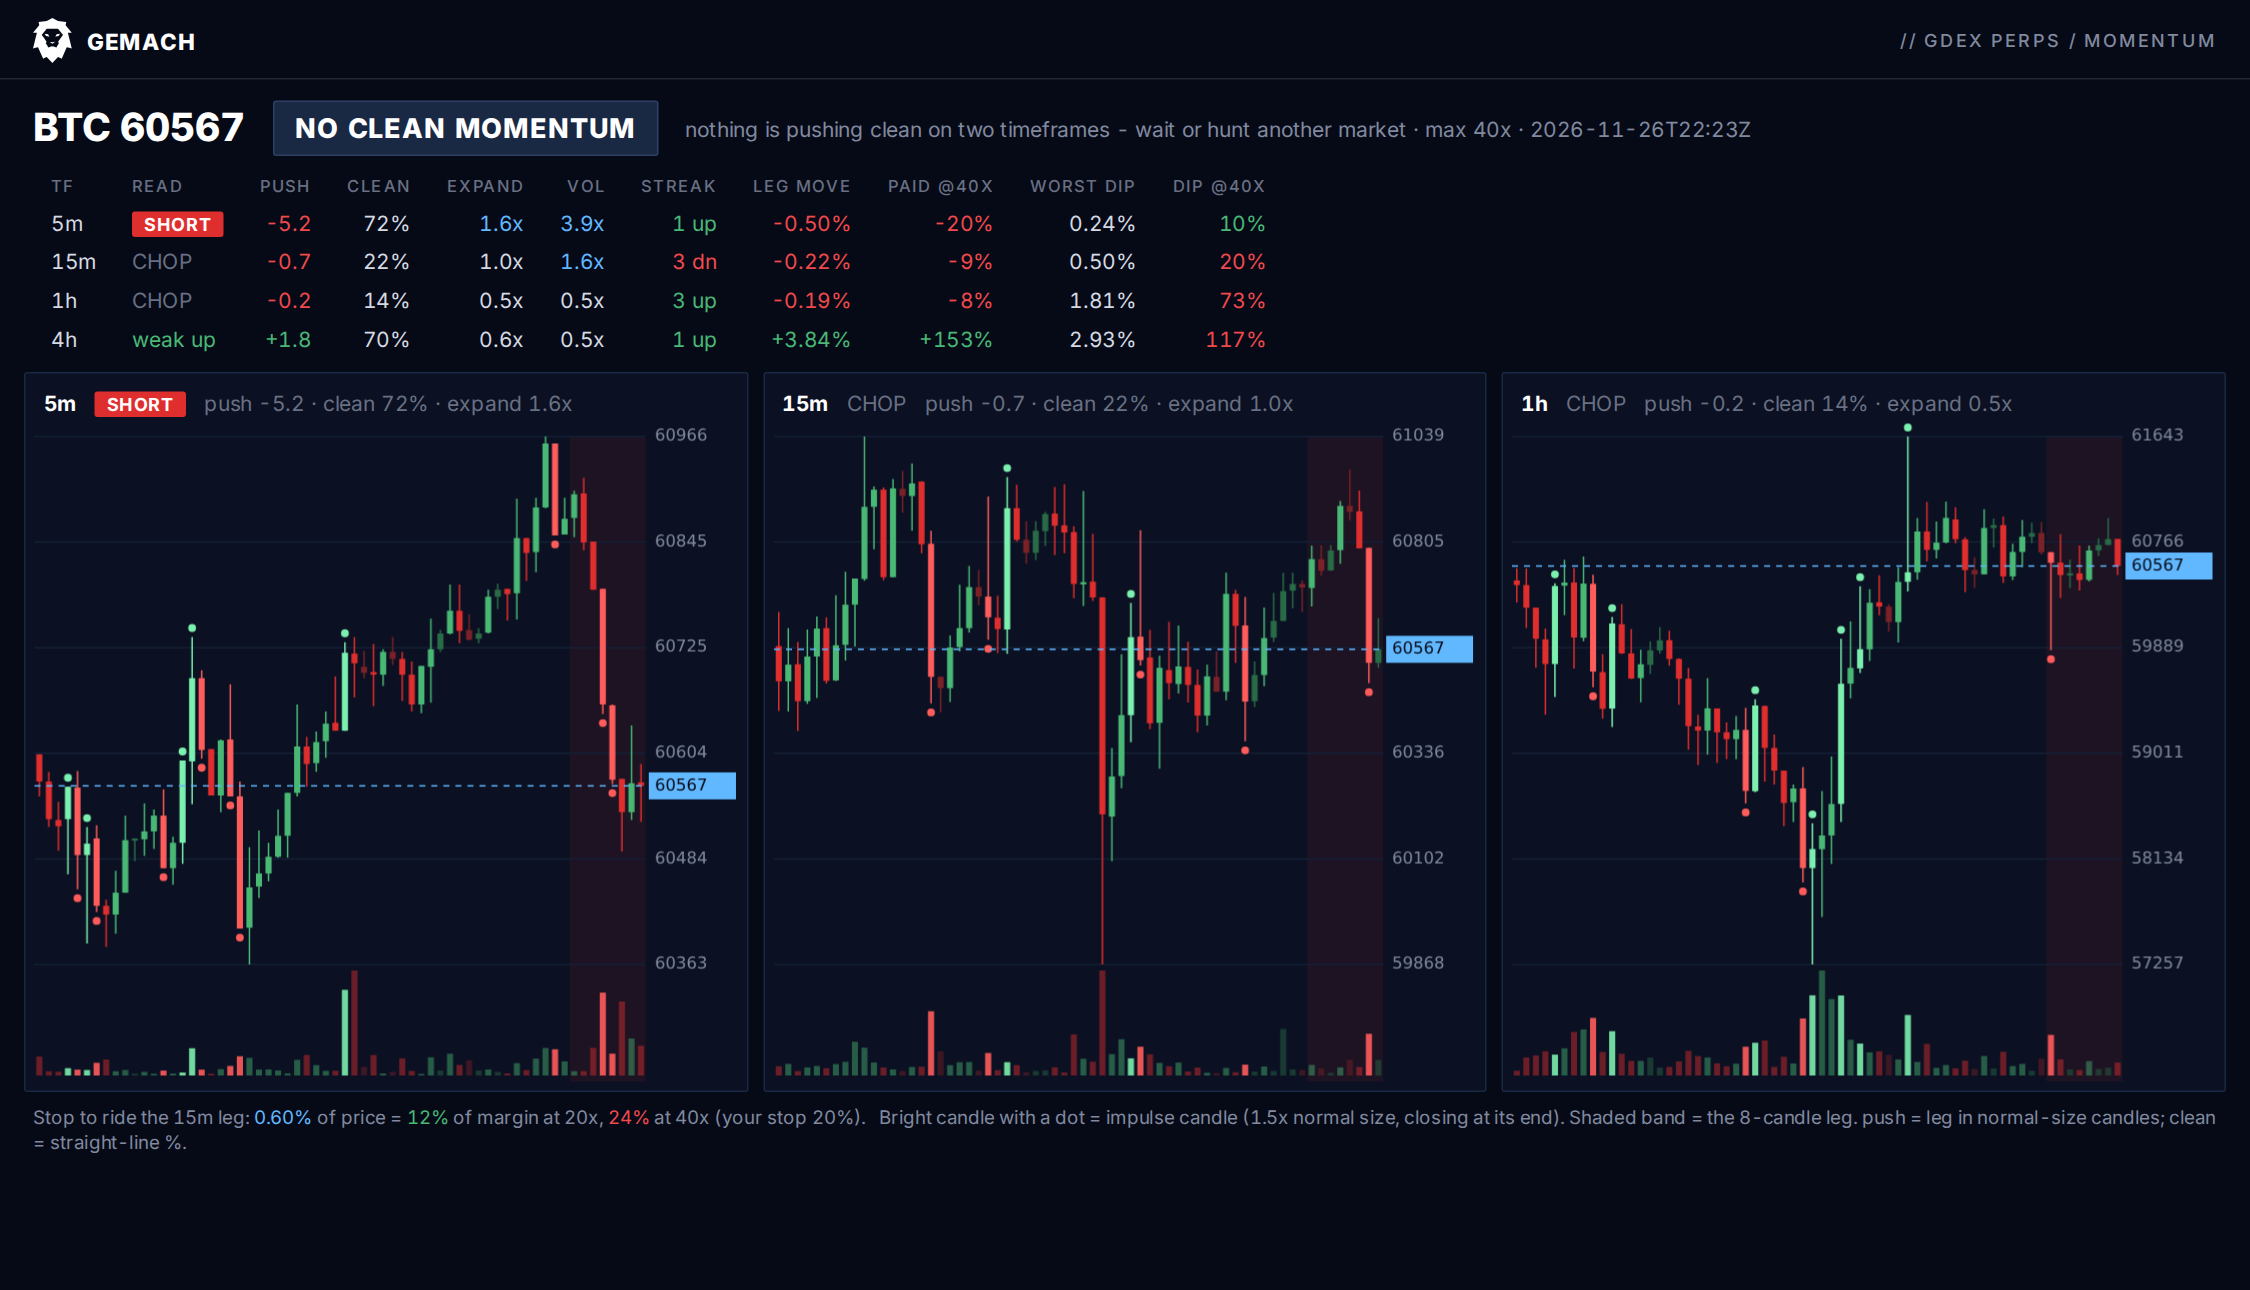 GEMACH
// GDEX PERPS / MOMENTUM
BTC 60567 NO CLEAN MOMENTUM nothing is pushing clean on two timeframes - wait or hunt another market · max 40x · 2026-11-26T22:23Z
TF READ PUSH CLEAN EXPAND VOL STREAK LEG MOVE PAID @40X WORST DIP DIP @40X
5m SHORT -5.2 72% 1.6x 3.9x 1 up -0.50% -20% 0.24% 10%
15m CHOP -0.7 22% 1.0x 1.6x 3 dn -0.22% -9% 0.50% 20%
1h CHOP -0.2 14% 0.5x 0.5x 3 up -0.19% -8% 1.81% 73%
4h weak up +1.8 70% 0.6x 0.5x 1 up +3.84% +153% 2.93% 117%
5m SHORT push -5.2 · clean 72% · expand 1.6x
60966
60845
60725
60604
60567
60484
60363
15m CHOP push -0.7 · clean 22% · expand 1.0x
61039
60805
60567
60336
60102
59868
1h CHOP push -0.2 · clean 14% · expand 0.5x
61643
60766
60567
59889
59011
58134
57257
Stop to ride the 15m leg: 0.60% of price = 12% of margin at 20x, 24% at 40x (your stop 20%). Bright candle with a dot = impulse candle (1.5x normal size, closing at its end). Shaded band = the 8-candle leg. push = leg in normal-size candles; clean
= straight-line %.